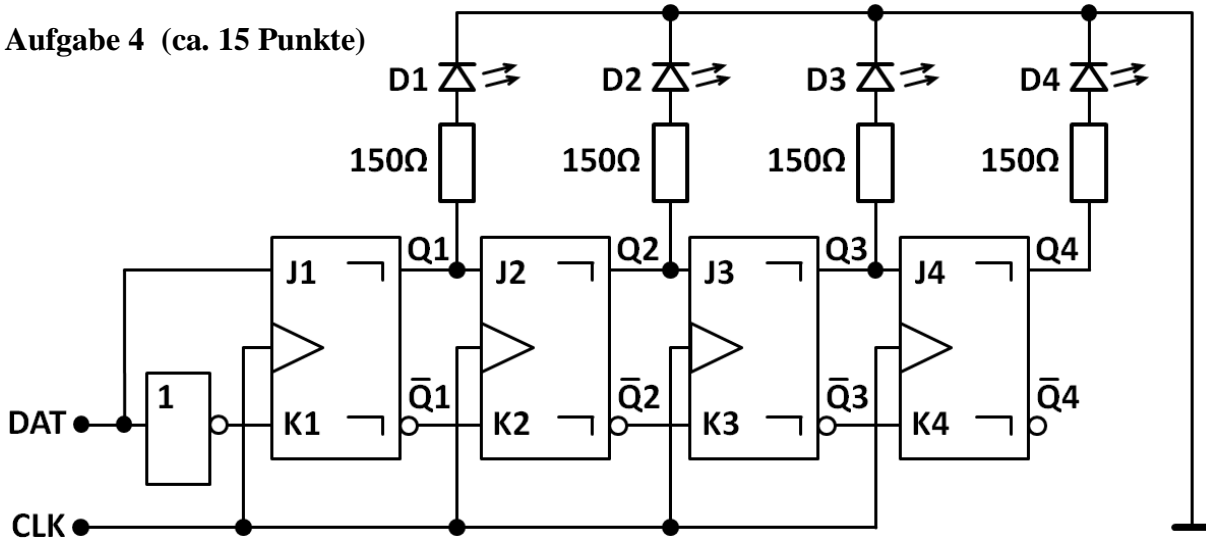 Aufgabe 4 (ca. 15 Punkte)
D1 D2 D3 D4
150Ω 150Ω 150Ω 150Ω
Q1 Q2 Q3 Q4
J1 J2 J3 J4
1 Q̅1 Q̅2 Q̅3 Q̅4
DAT K1 K2 K3 K4
CLK